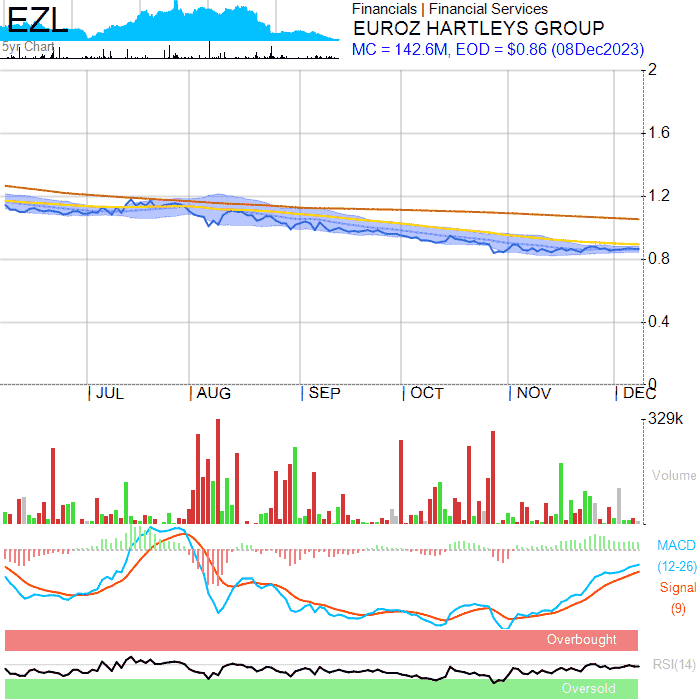 EZL
5yr Chart
Financials | Financial Services
EUROZ HARTLEYS GROUP
MC = 142.6M, EOD = $0.86 (08Dec2023)
2
1.6
1.2
0.8
0.4
0
JUL
AUG
SEP
OCT
NOV
DEC
329k
Volume
MACD
(12-26)
Signal
(9)
Overbought
RSI(14)
Oversold